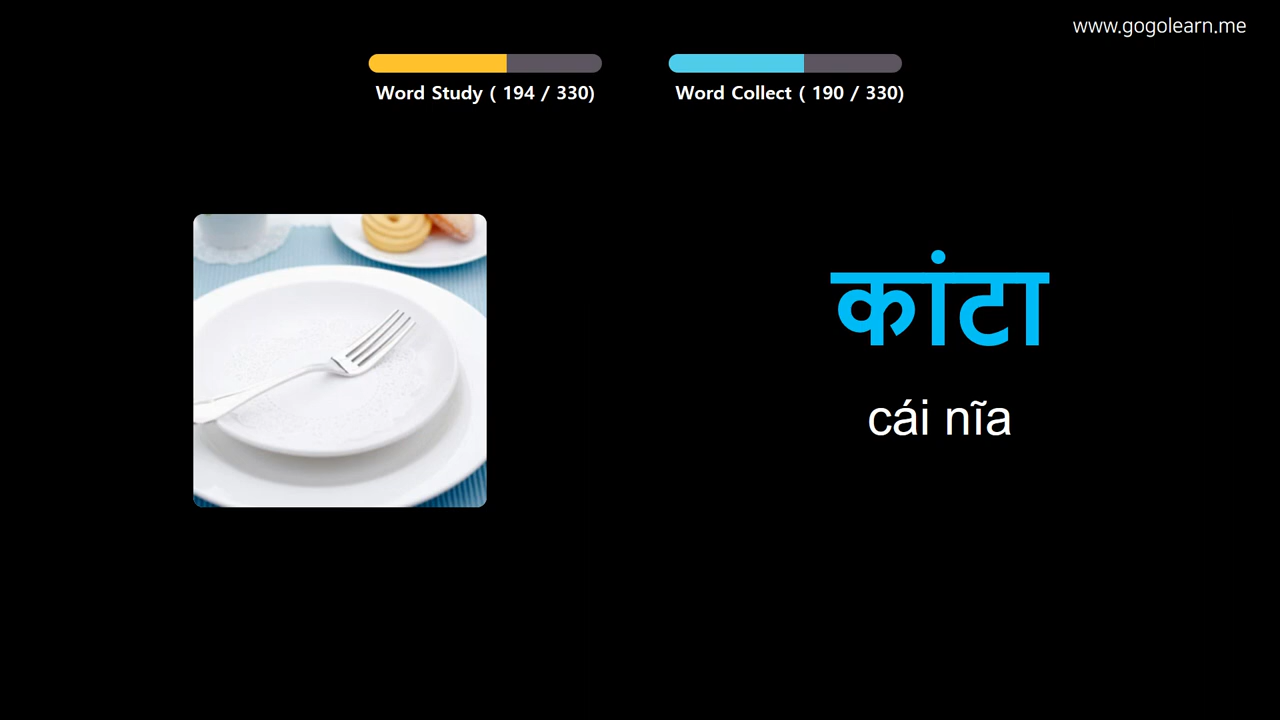 www.gogolearn.me
Word Study ( 194 / 330)
Word Collect ( 190 / 330)
कांटा
cái nĩa